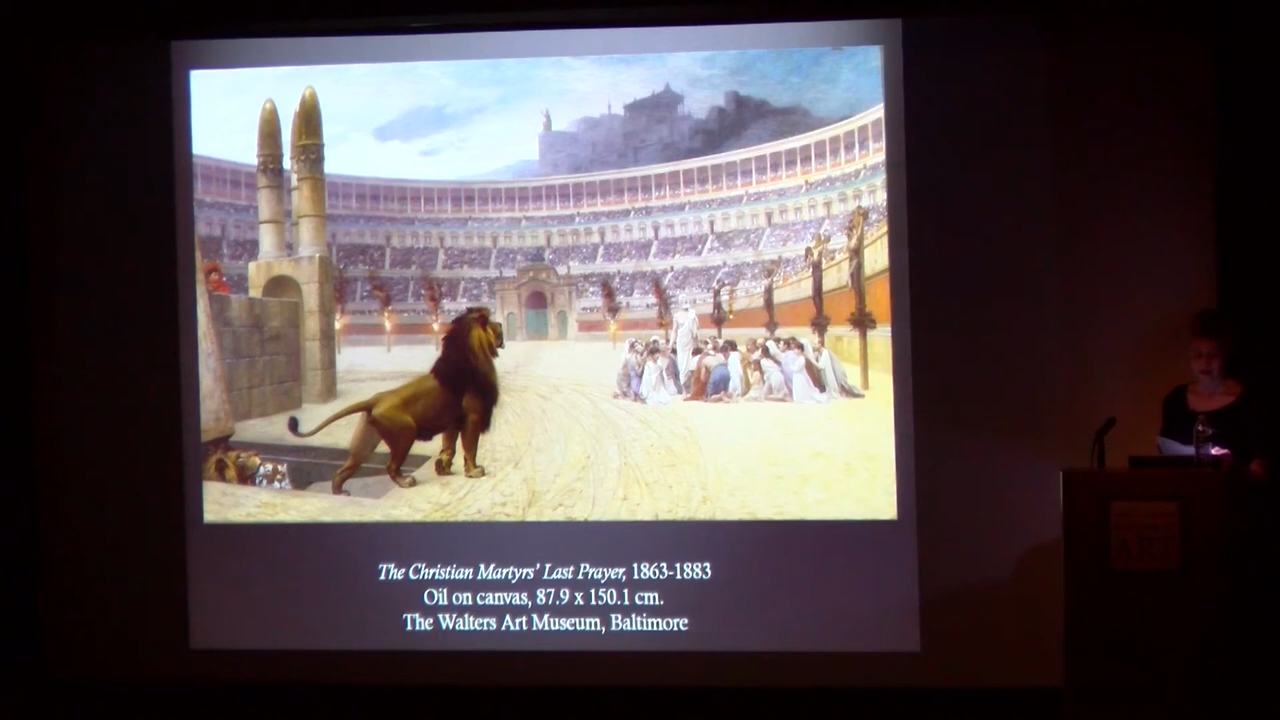 The Christian Martyrs' Last Prayer, 1863-1883
Oil on canvas, 87.9 x 150.1 cm.
The Walters Art Museum, Baltimore
ART